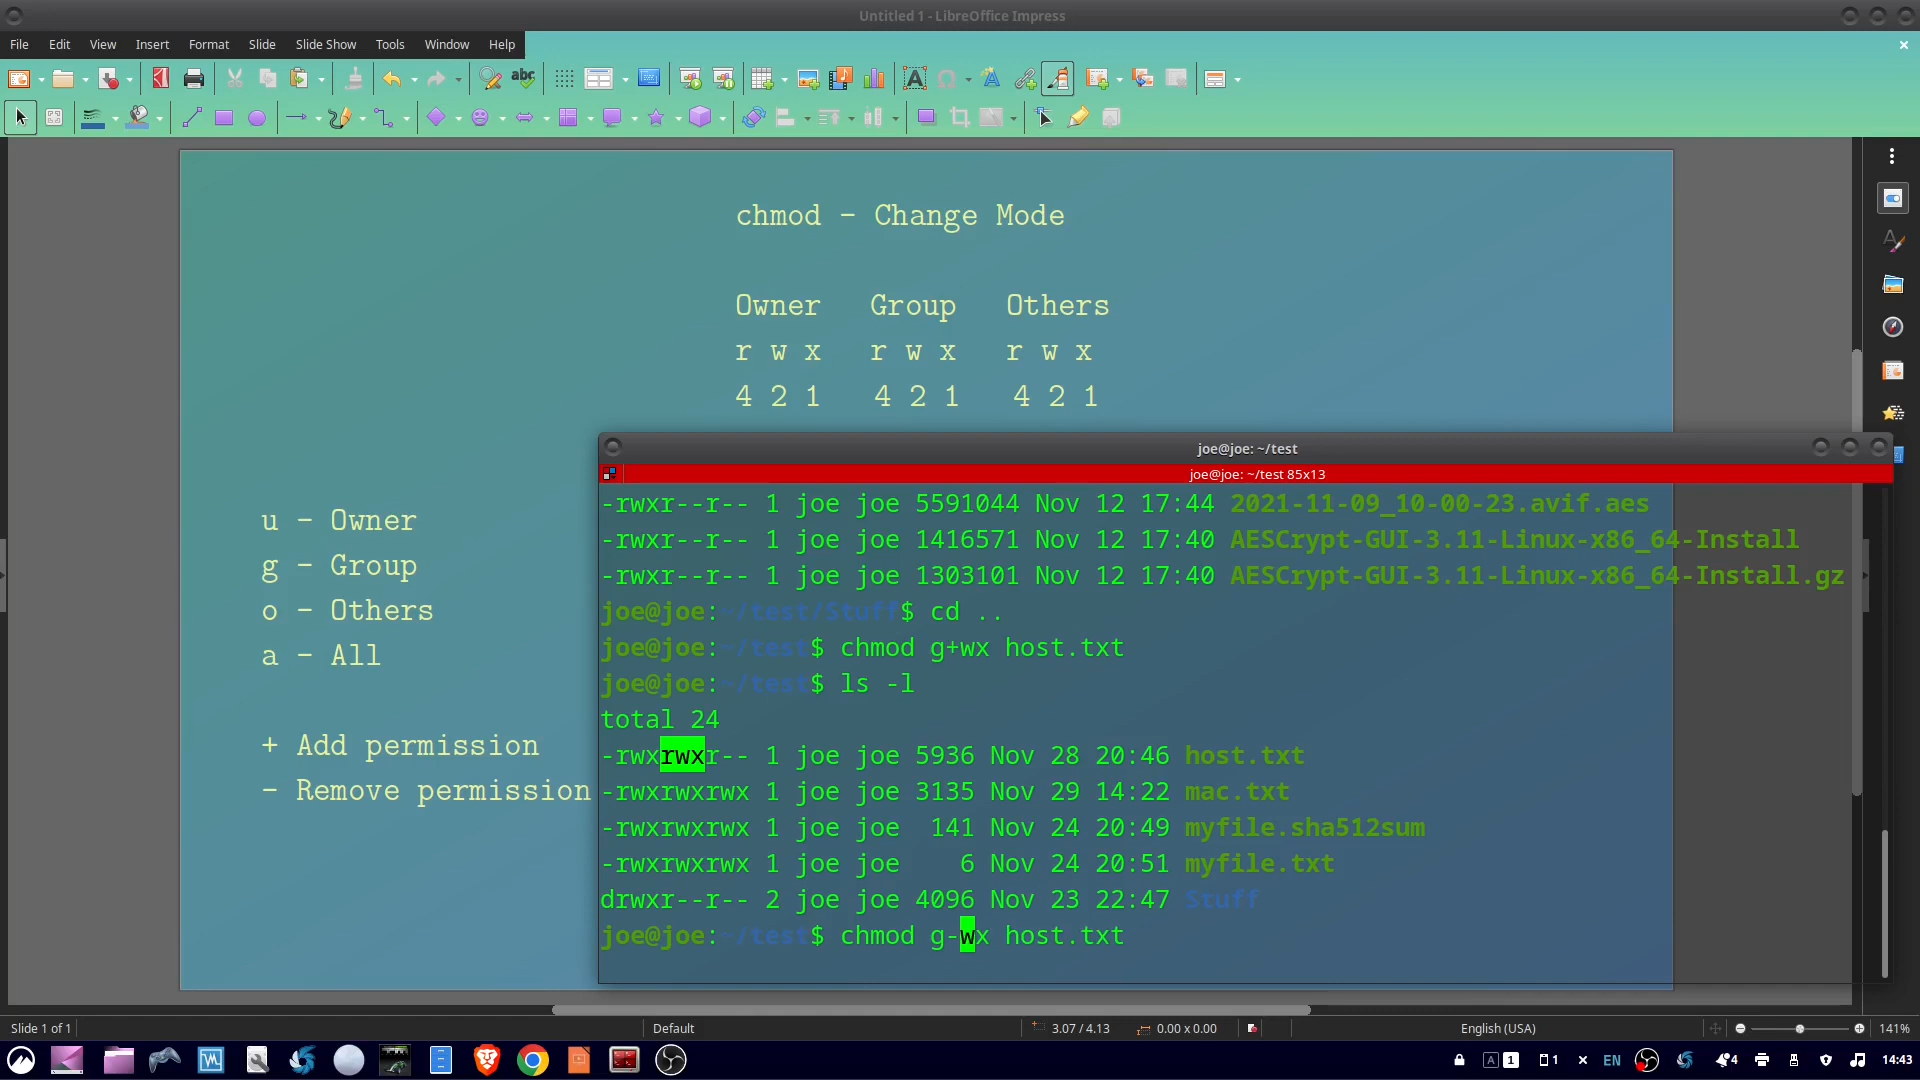 Untitled 1 - LibreOffice Impress
File Edit View Insert Format Slide Slide Show Tools Window Help
chmod - Change Mode
Owner Group Others
r w x r w x r w x
4 2 1 4 2 1 4 2 1
u - Owner
g - Group
o - Others
a - All
+ Add permission
- Remove permission
joe@joe: ~/test
joe@joe: ~/test 85x13
-rwxr--r-- 1 joe joe 5591044 Nov 12 17:44 2021-11-09_10-00-23.avif.aes
-rwxr--r-- 1 joe joe 1416571 Nov 12 17:40 AESCrypt-GUI-3.11-Linux-x86_64-Install
-rwxr--r-- 1 joe joe 1303101 Nov 12 17:40 AESCrypt-GUI-3.11-Linux-x86_64-Install.gz
joe@joe:~/test/Stuff$ cd ..
joe@joe:~/test$ chmod g+wx host.txt
joe@joe:~/test$ ls -l
total 24
-rwxrwxr-- 1 joe joe 5936 Nov 28 20:46 host.txt
-rwxrwxrwx 1 joe joe 3135 Nov 29 14:22 mac.txt
-rwxrwxrwx 1 joe joe 141 Nov 24 20:49 myfile.sha512sum
-rwxrwxrwx 1 joe joe 6 Nov 24 20:51 myfile.txt
drwxr--r-- 2 joe joe 4096 Nov 23 22:47 Stuff
joe@joe:~/test$ chmod g-wx host.txt
Slide 1 of 1 Default 3.07 / 4.13 0.00 x 0.00 English (USA) 141%
A 1 1 EN 4 14:43